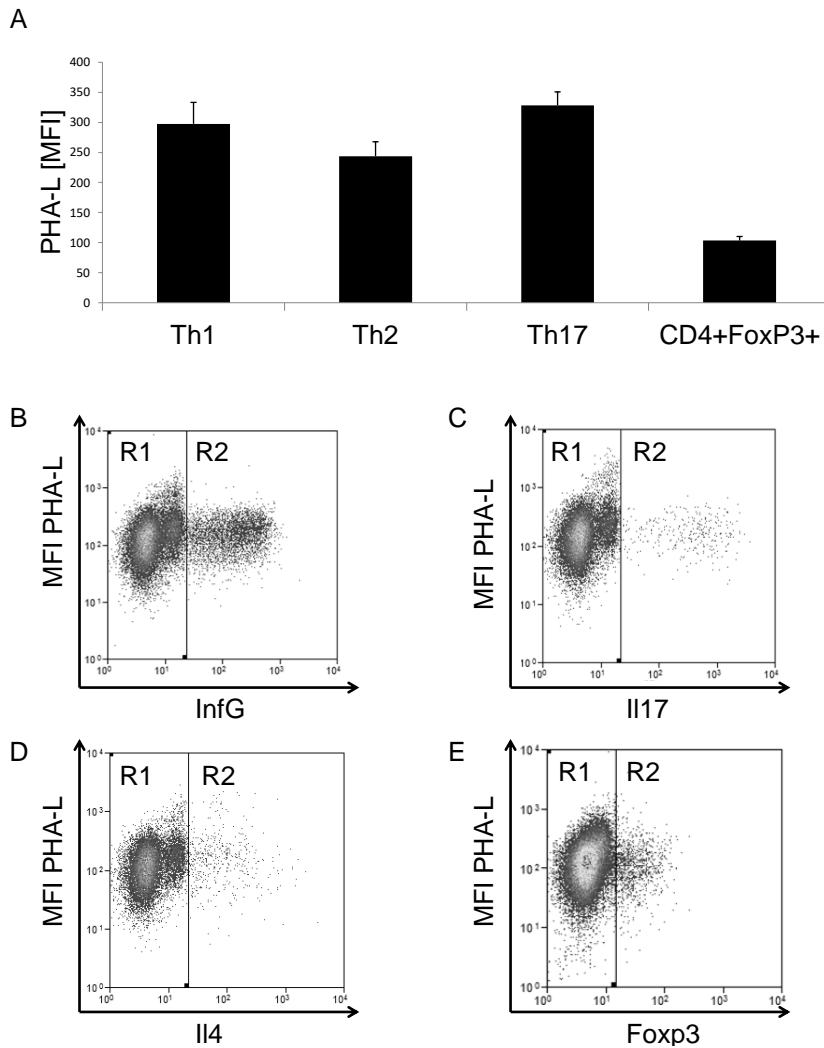 A
PHA-L [MFI]
400
350
300
250
200
150
100
50
0
Th1 Th2 Th17 CD4+FoxP3+
B
MFI PHA-L
R1 R2
10⁴
10³
10²
10¹
10⁰
10⁰ 10¹ 10² 10³ 10⁴
InfG
C
MFI PHA-L
R1 R2
10⁴
10³
10²
10¹
10⁰
10⁰ 10¹ 10² 10³ 10⁴
Il17
D
MFI PHA-L
R1 R2
10⁴
10³
10²
10¹
10⁰
10⁰ 10¹ 10² 10³ 10⁴
Il4
E
MFI PHA-L
R1 R2
10⁴
10³
10²
10¹
10⁰
10⁰ 10¹ 10² 10³ 10⁴
Foxp3